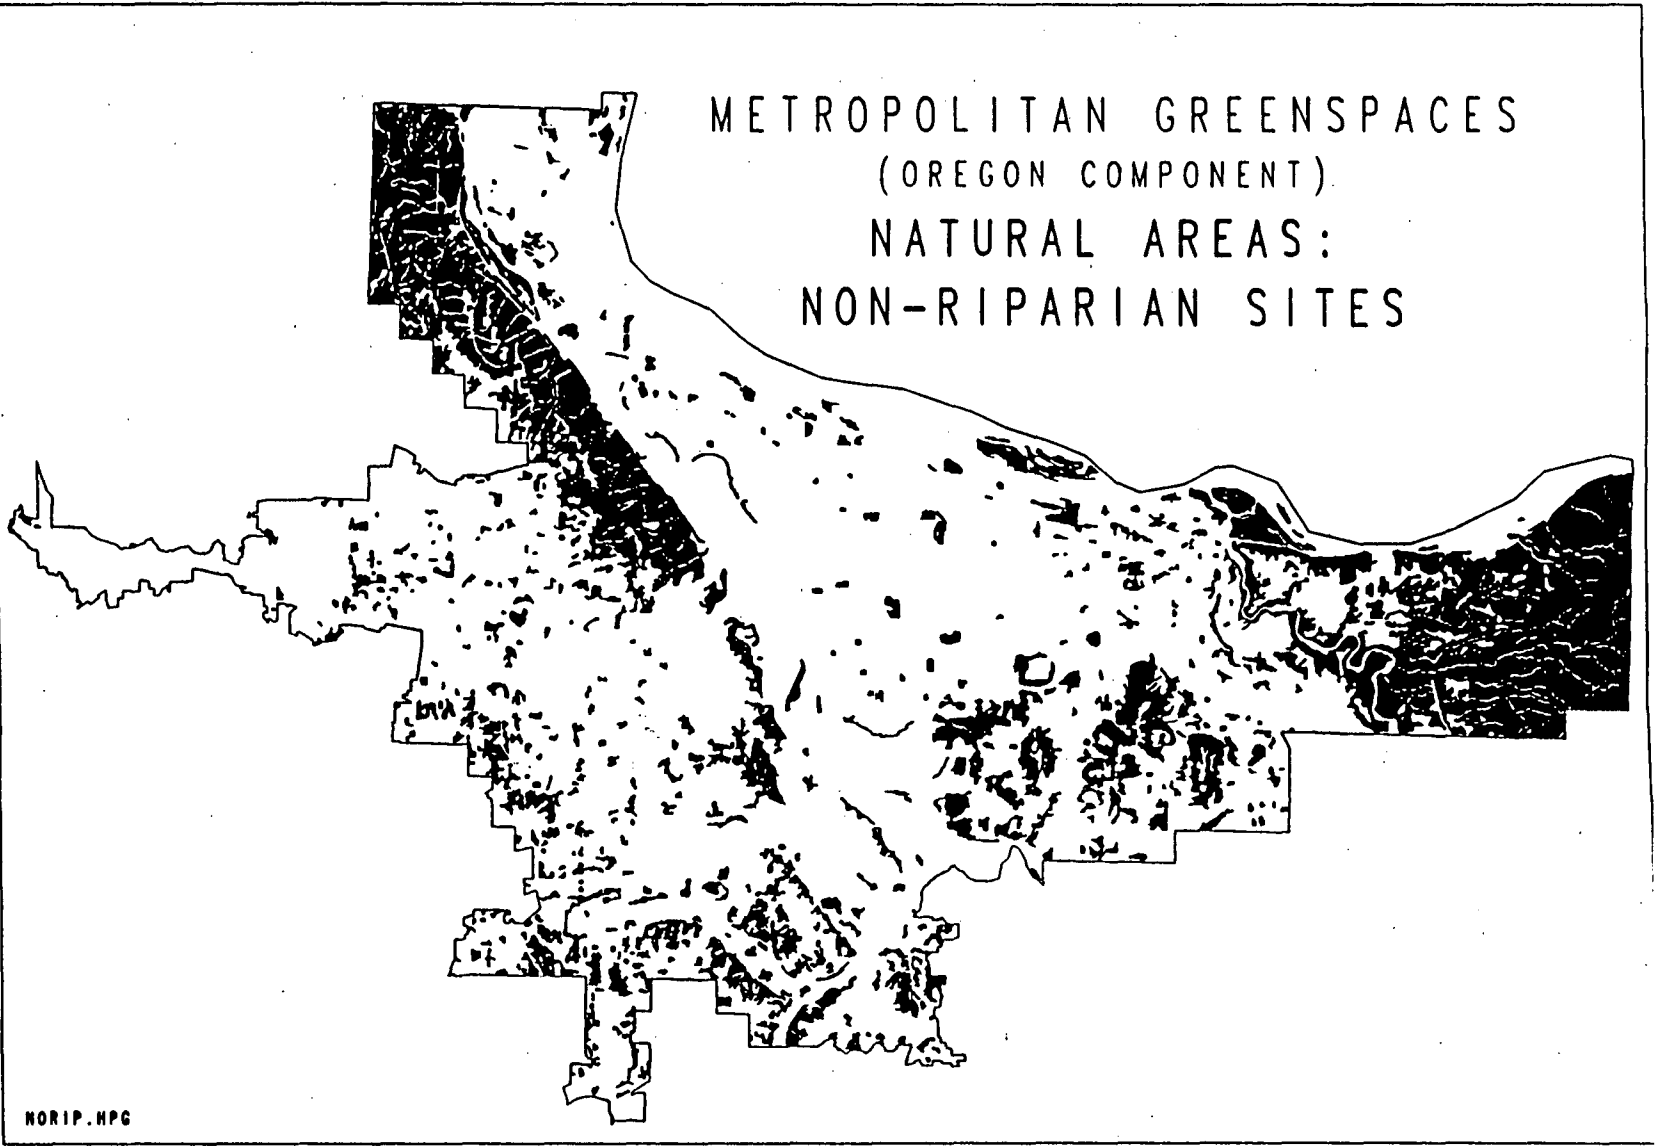 METROPOLITAN GREENSPACES
(OREGON COMPONENT)
NATURAL AREAS:
NON-RIPARIAN SITES
NORIP.HPG